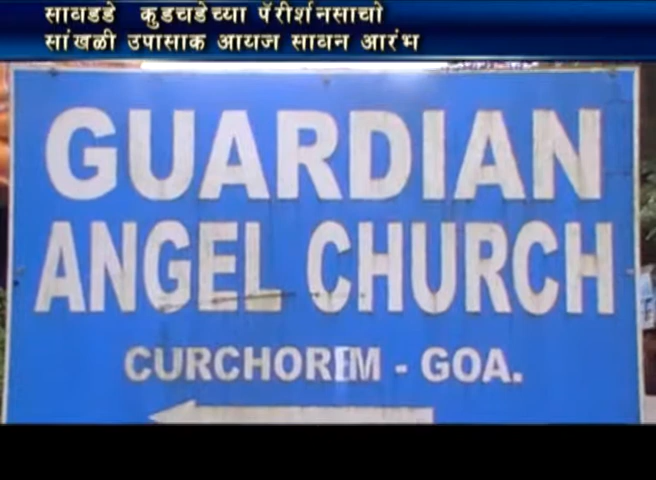 सावडडे कुडचडेच्या पॅरीर्शनसाचो
सांखळी उपासाक आयज सावन आरंभ
GUARDIAN
ANGEL CHURCH
CURCHOREM - GOA.